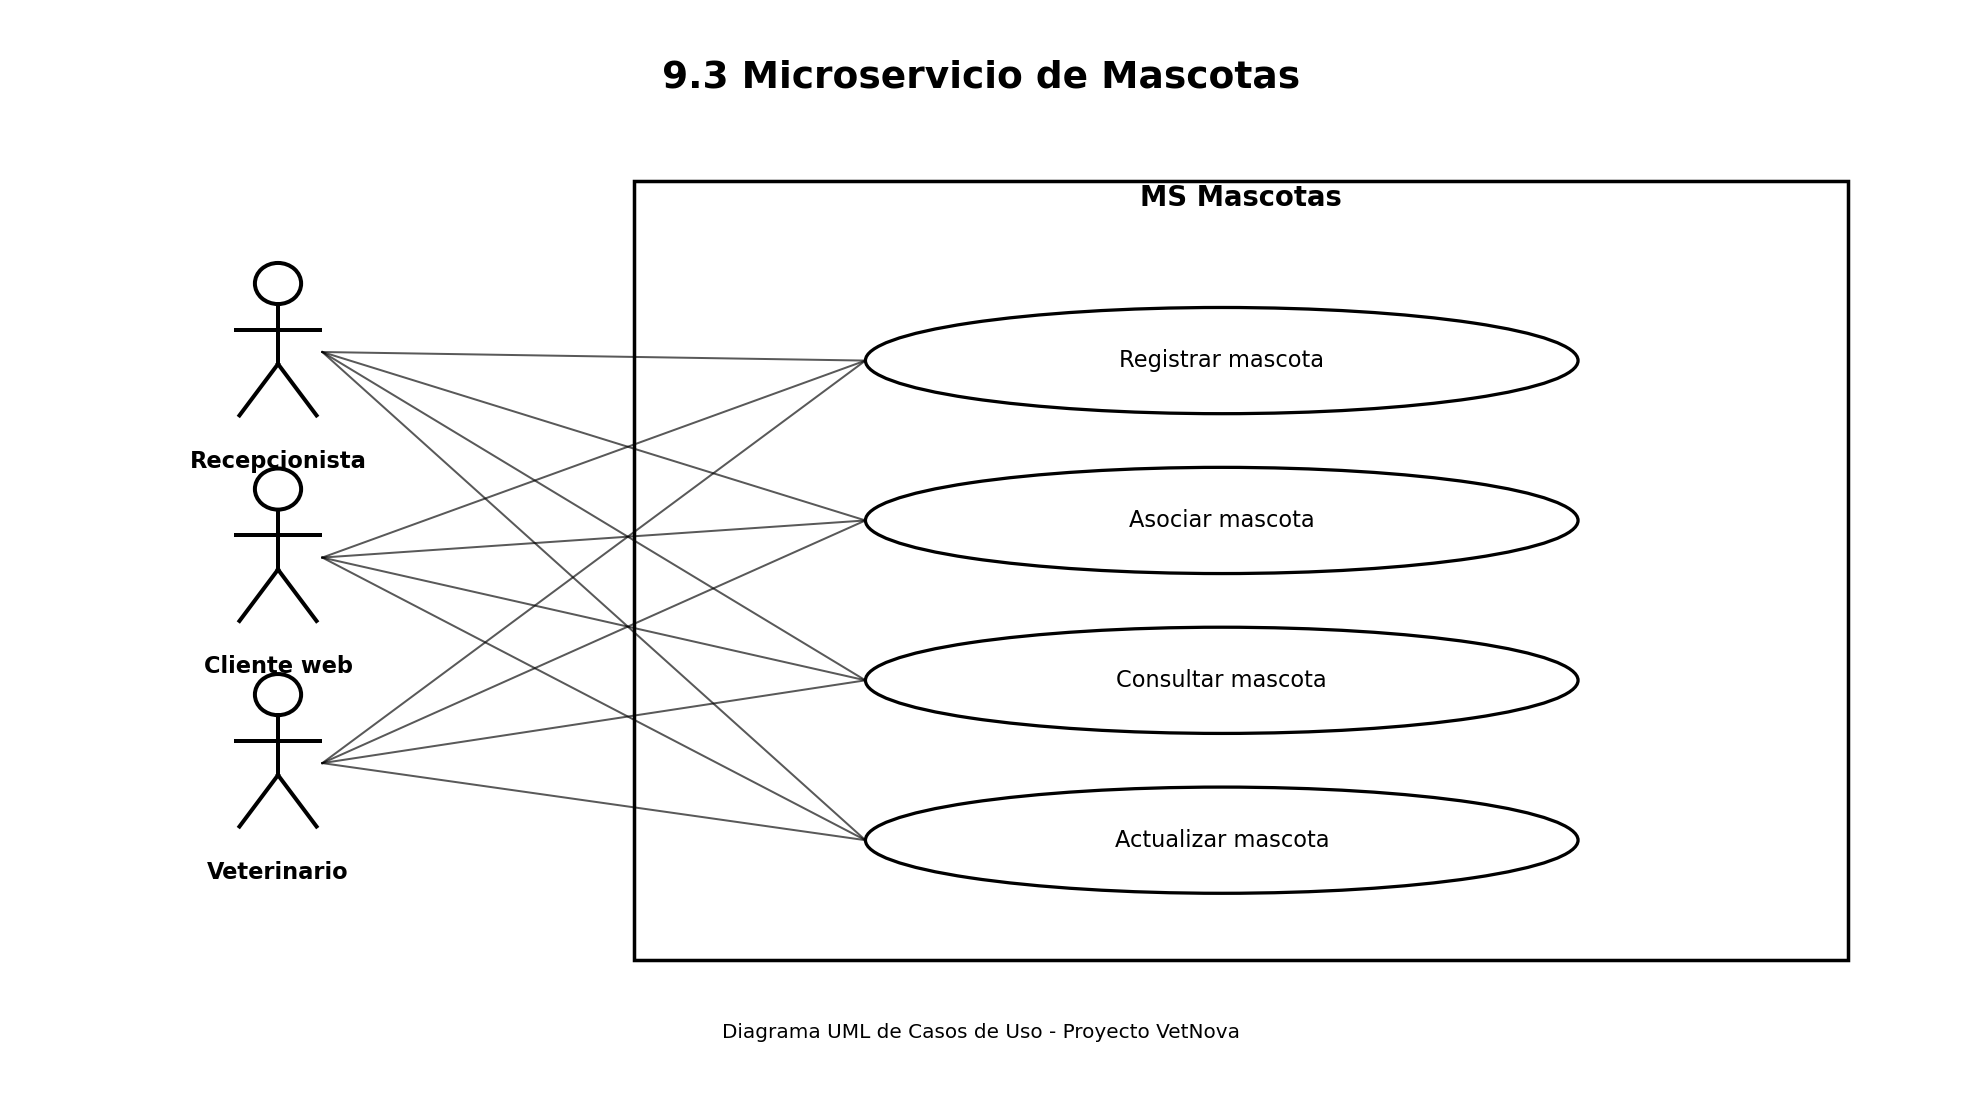 9.3 Microservicio de Mascotas
MS Mascotas
Recepcionista
Cliente web
Veterinario
Registrar mascota
Asociar mascota
Consultar mascota
Actualizar mascota
Diagrama UML de Casos de Uso - Proyecto VetNova